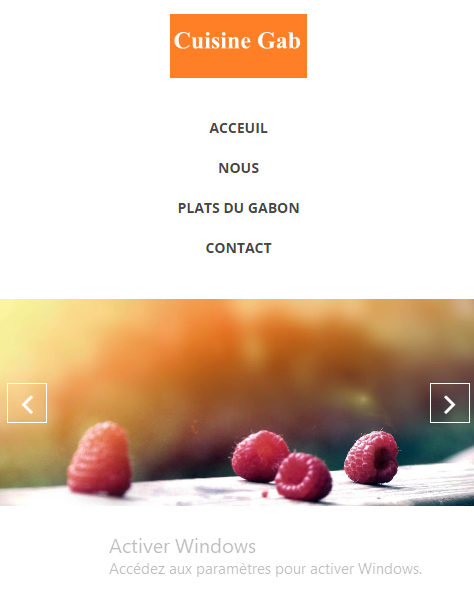 Cuisine Gab
ACCEUIL
NOUS
PLATS DU GABON
CONTACT
Activer Windows
Accédez aux paramètres pour activer Windows.